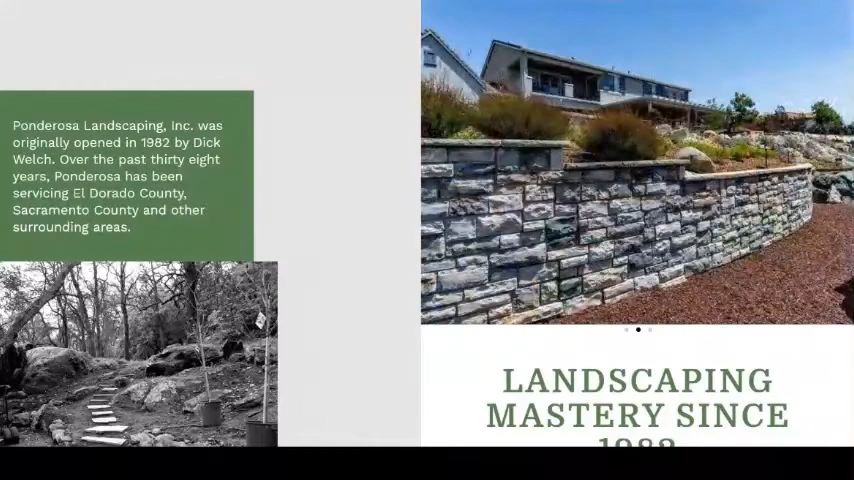 Ponderosa Landscaping, Inc. was
originally opened in 1982 by Dick
Welch. Over the past thirty eight
years, Ponderosa has been
servicing El Dorado County,
Sacramento County and other
surrounding areas.
LANDSCAPING
MASTERY SINCE
1982